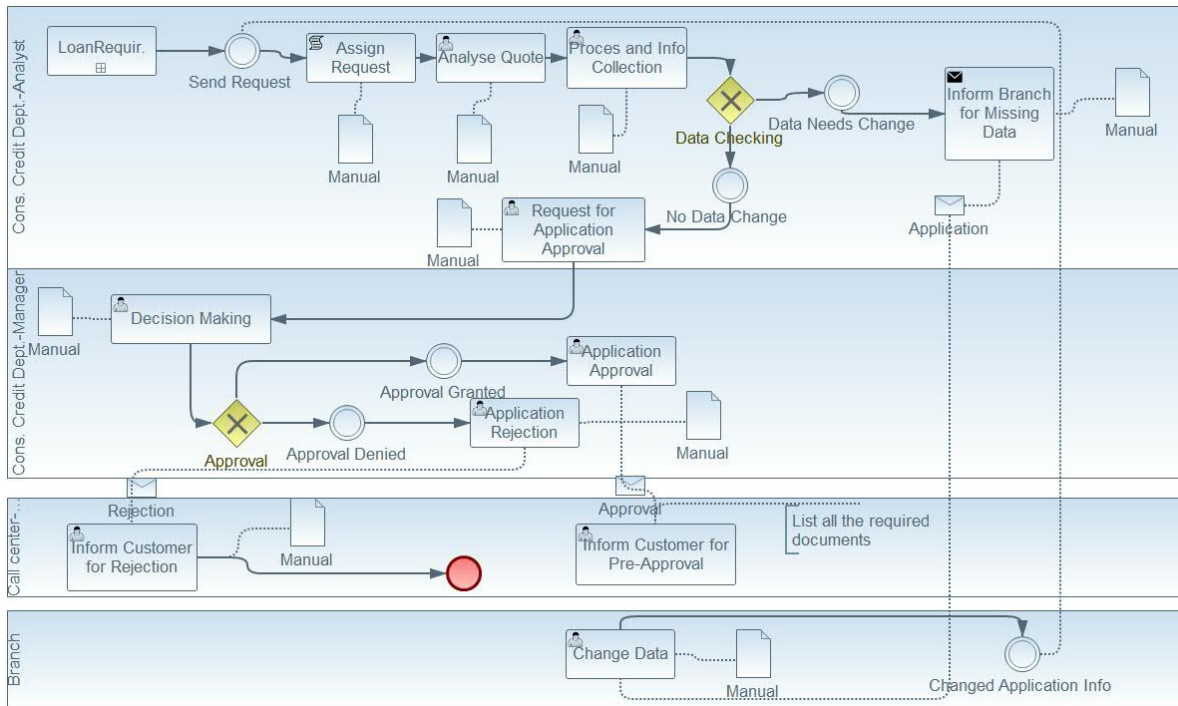 Cons. Credit Dept.-Analyst
LoanRequir.
Send Request
Assign
Request
Analyse Quote
Proces and Info
Collection
Data Checking
Data Needs Change
Inform Branch
for Missing
Data
Manual
Manual
Manual
Manual
No Data Change
Request for
Application
Approval
Manual
Application
Cons. Credit Dept.-Manager
Decision Making
Manual
Approval Granted
Application
Approval
Approval
Approval Denied
Application
Rejection
Manual
Rejection
Approval
Call center-...
Inform Customer
for Rejection
Manual
Inform Customer for
Pre-Approval
List all the required
documents
Branch
Change Data
Manual
Changed Application Info